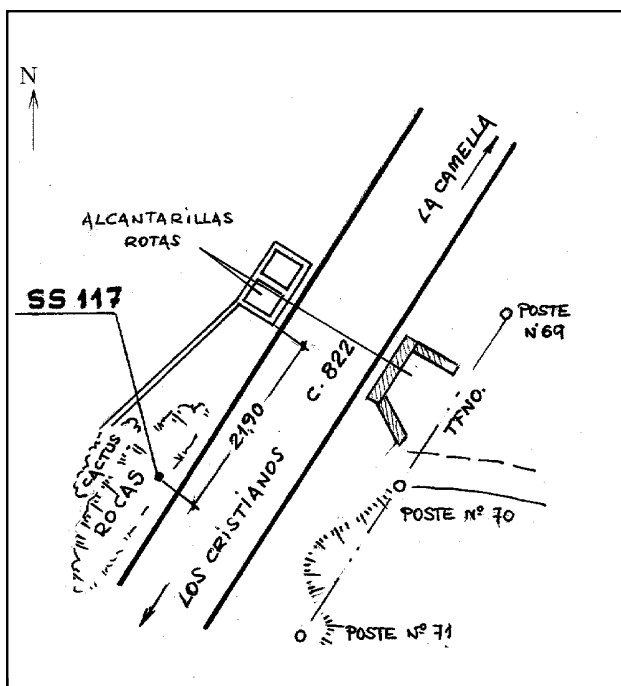 N
LA CAMELLA
ALCANTARILLAS
ROTAS
SS 117
POSTE
Nº69
C. 822
TFNO.
21,90
CACTUS
ROCAS
LOS CRISTIANOS
POSTE Nº 70
POSTE Nº 71